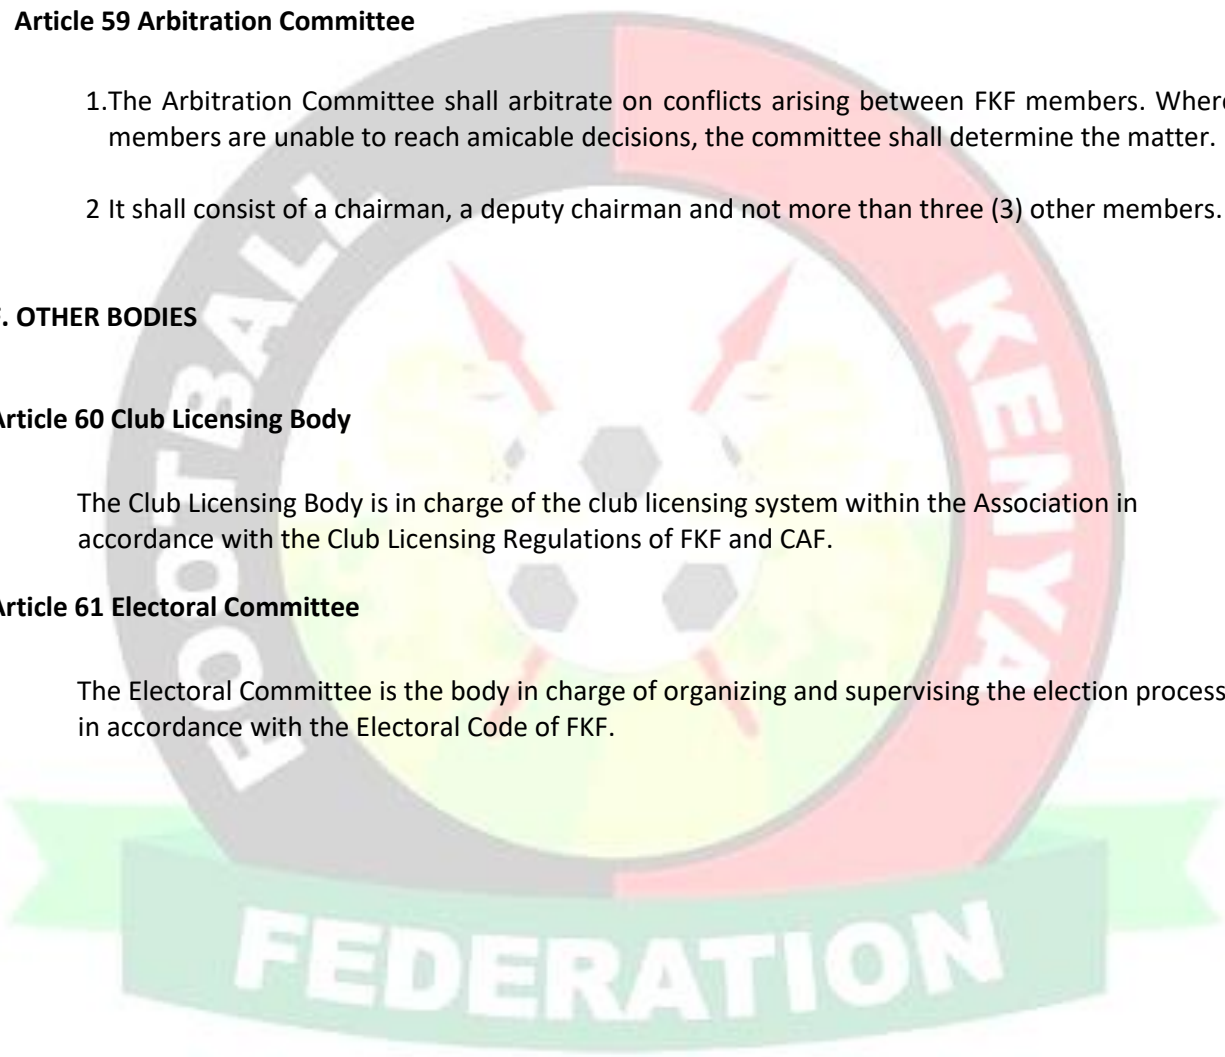 Article 59 Arbitration Committee
1.The Arbitration Committee shall arbitrate on conflicts arising between FKF members. Where
members are unable to reach amicable decisions, the committee shall determine the matter.
2 It shall consist of a chairman, a deputy chairman and not more than three (3) other members.
. OTHER BODIES
Article 60 Club Licensing Body
The Club Licensing Body is in charge of the club licensing system within the Association in
accordance with the Club Licensing Regulations of FKF and CAF.
Article 61 Electoral Committee
The Electoral Committee is the body in charge of organizing and supervising the election process
in accordance with the Electoral Code of FKF.
FOOTBALL
KENYA
FEDERATION